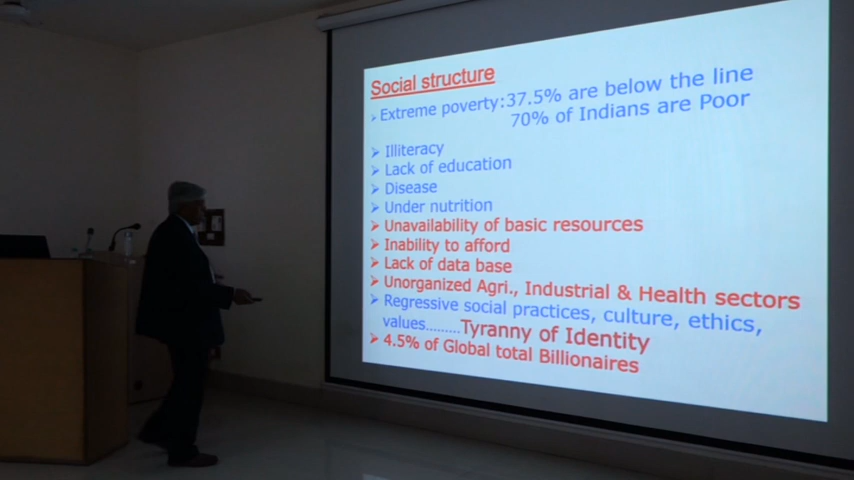 Social structure
➢ Extreme poverty:37.5% are below the line
70% of Indians are Poor
➢ Illiteracy
➢ Lack of education
➢ Disease
➢ Under nutrition
➢ Unavailability of basic resources
➢ Inability to afford
➢ Lack of data base
➢ Unorganized Agri., Industrial & Health sectors
➢ Regressive social practices, culture, ethics,
values.........Tyranny of Identity
➢ 4.5% of Global total Billionaires